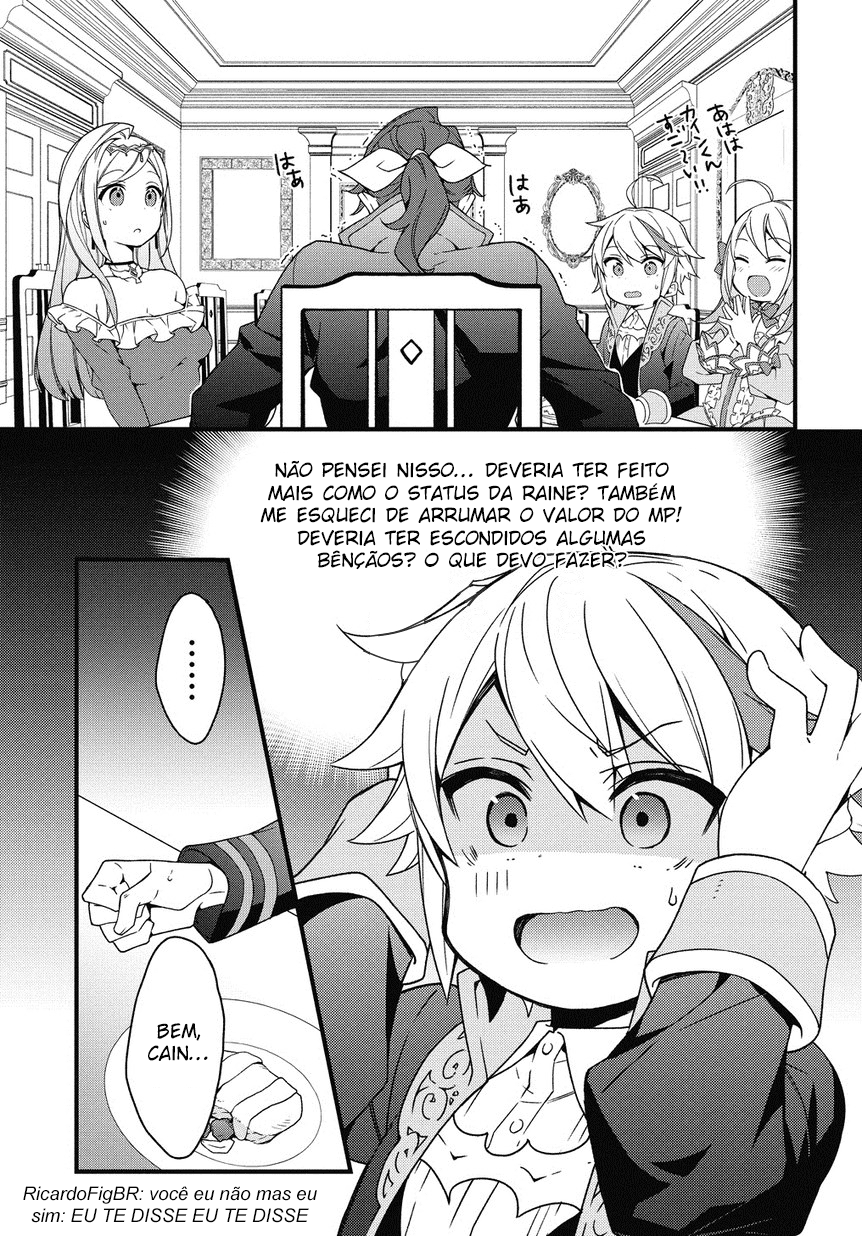 あはは
カインくん
すご〜い!!
はぁ
はぁ
NÃO PENSEI NISSO... DEVERIA TER FEITO
MAIS COMO O STATUS DA RAINE? TAMBÉM
ME ESQUECI DE ARRUMAR O VALOR DO MP!
DEVERIA TER ESCONDIDOS ALGUMAS
BÊNÇÃOS? O QUE DEVO FAZER?
......
BEM,
CAIN...
RicardoFigBR: você eu não mas eu
sim: EU TE DISSE EU TE DISSE